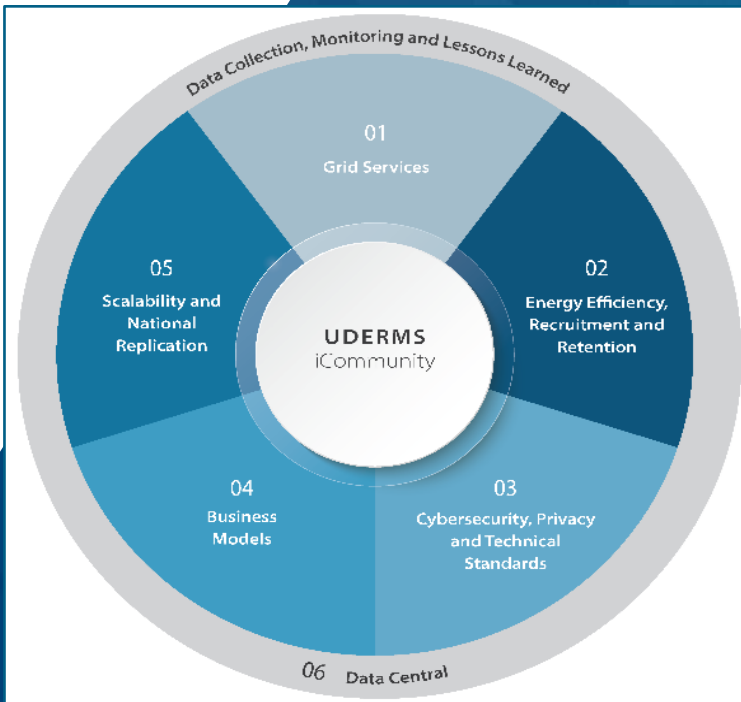 Data Collection, Monitoring and Lessons Learned
01
Grid Services
02
Energy Efficiency,
Recruitment and
Retention
03
Cybersecurity, Privacy
and Technical
Standards
04
Business
Models
05
Scalability and
National
Replication
UDERMS
iCommunity
06 Data Central